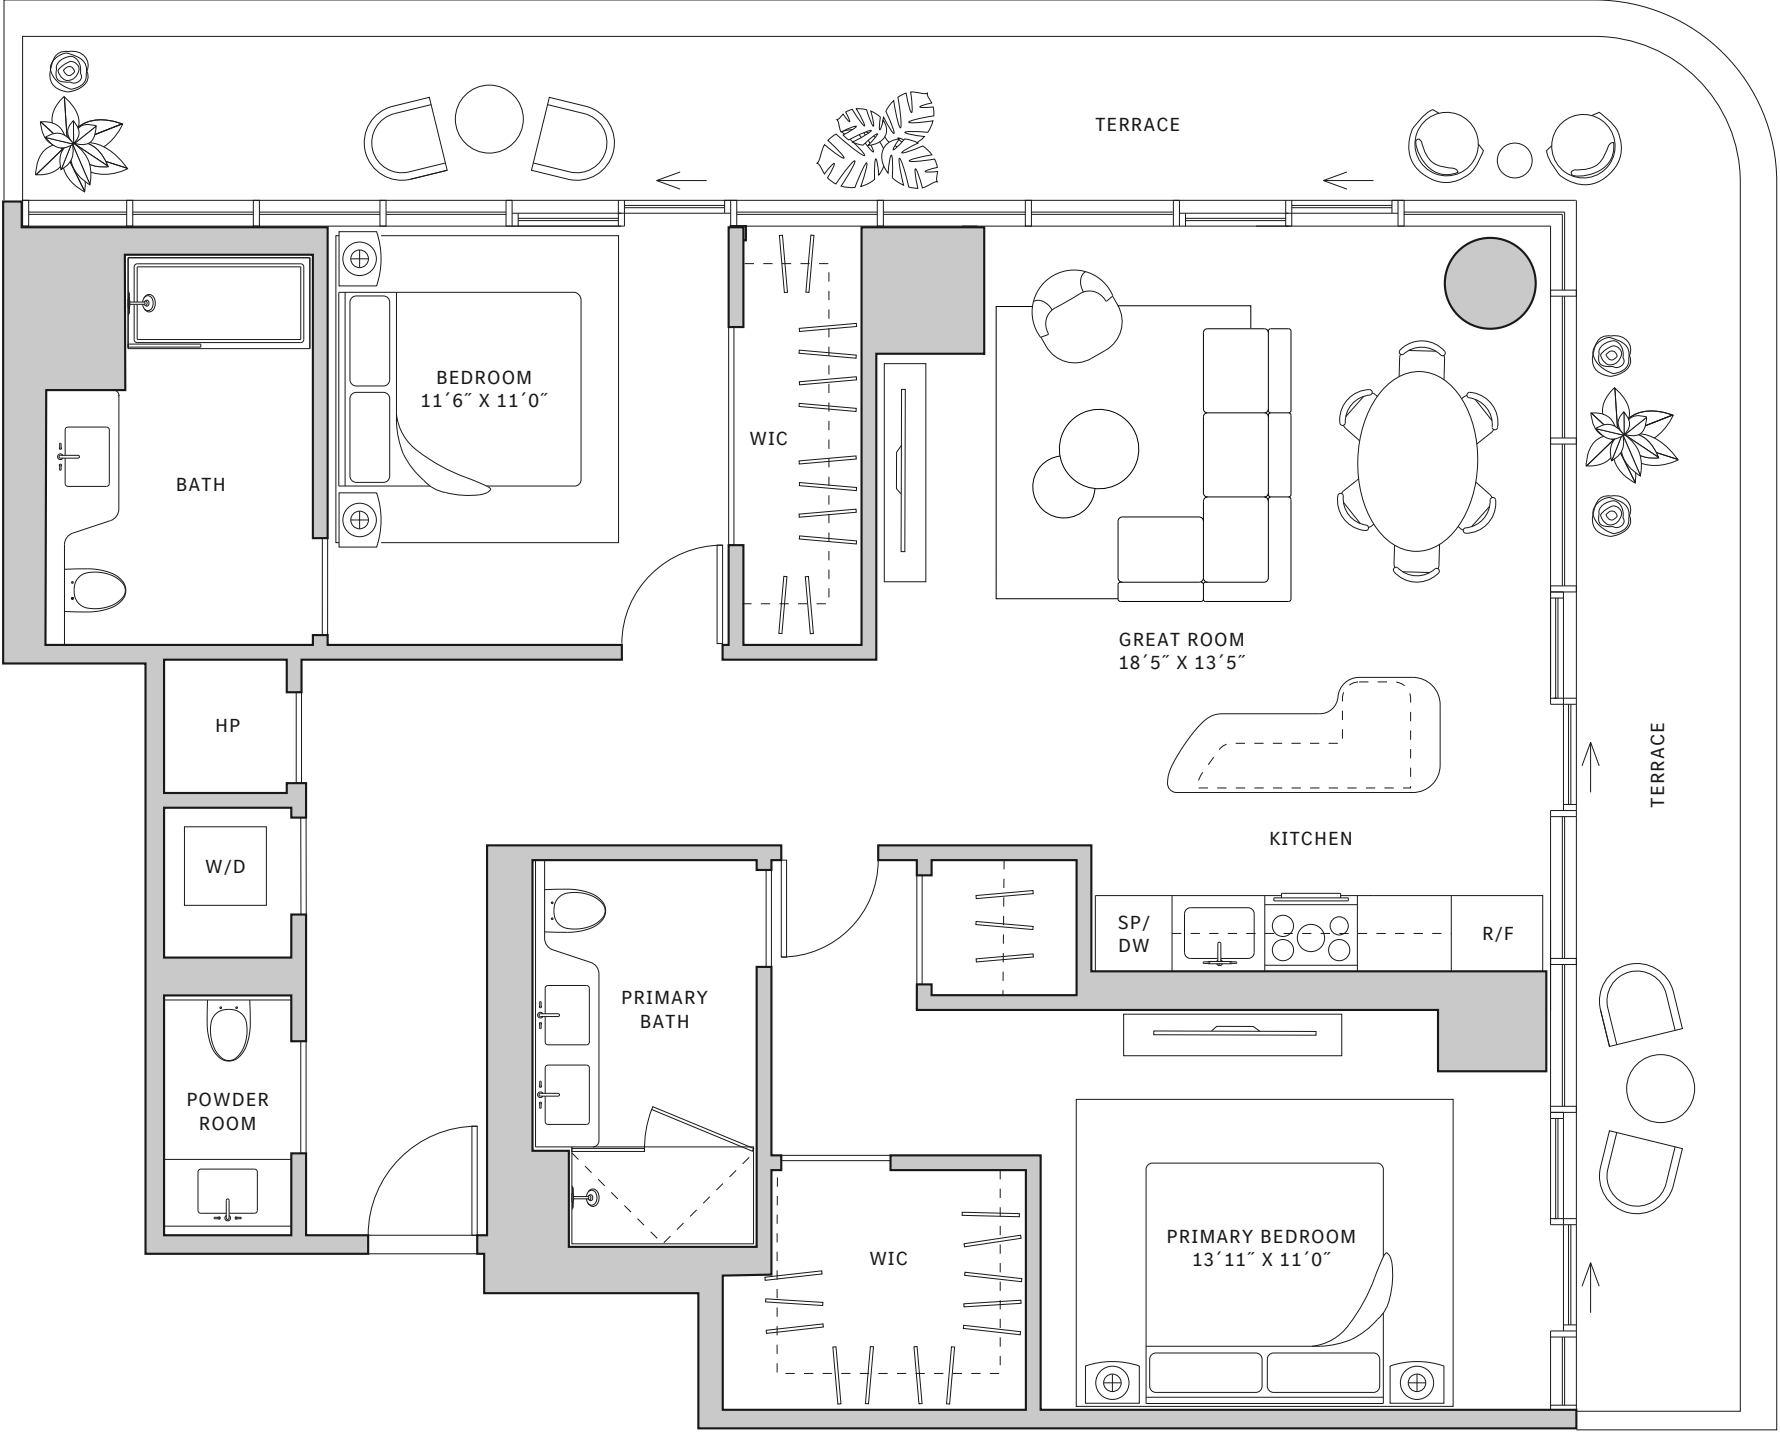 TERRACE
BEDROOM
11´6˝ X 11´0˝
WIC
BATH
GREAT ROOM
18´5˝ X 13´5˝
HP
TERRACE
KITCHEN
W/D
SP/
DW
R/F
PRIMARY
BATH
POWDER
ROOM
WIC
PRIMARY BEDROOM
13´11˝ X 11´0˝